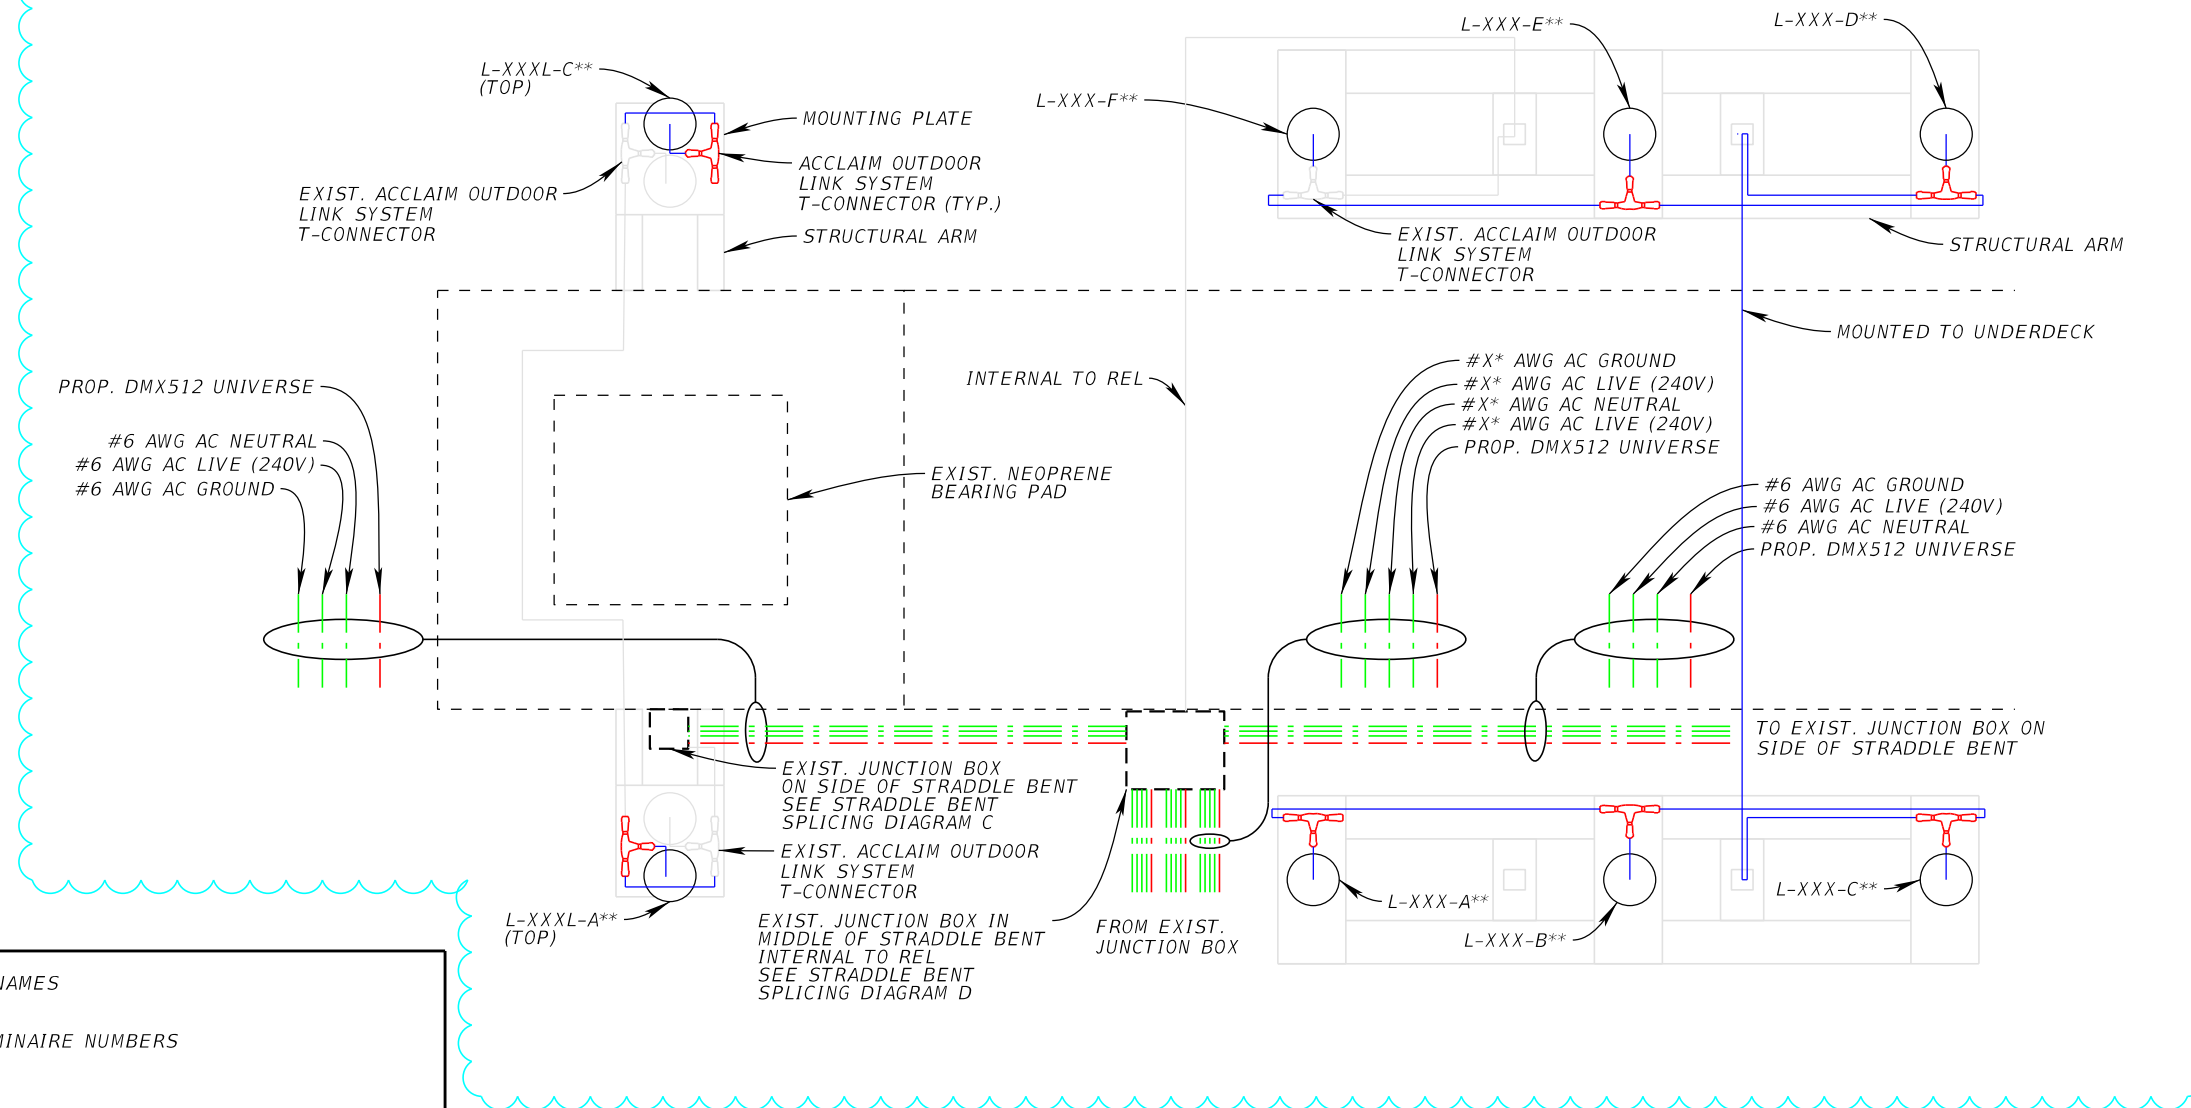 L-XXX-E**
L-XXX-D**
L-XXXL-C**
(TOP)
L-XXX-F**
MOUNTING PLATE
ACCLAIM OUTDOOR
LINK SYSTEM
T-CONNECTOR (TYP.)
EXIST. ACCLAIM OUTDOOR
LINK SYSTEM
T-CONNECTOR
STRUCTURAL ARM
EXIST. ACCLAIM OUTDOOR
LINK SYSTEM
T-CONNECTOR
STRUCTURAL ARM
MOUNTED TO UNDERDECK
PROP. DMX512 UNIVERSE
#6 AWG AC NEUTRAL
#6 AWG AC LIVE (240V)
#6 AWG AC GROUND
INTERNAL TO REL
EXIST. NEOPRENE
BEARING PAD
#X* AWG AC GROUND
#X* AWG AC LIVE (240V)
#X* AWG AC NEUTRAL
#X* AWG AC LIVE (240V)
PROP. DMX512 UNIVERSE
#6 AWG AC GROUND
#6 AWG AC LIVE (240V)
#6 AWG AC NEUTRAL
PROP. DMX512 UNIVERSE
TO EXIST. JUNCTION BOX ON
SIDE OF STRADDLE BENT
EXIST. JUNCTION BOX
ON SIDE OF STRADDLE BENT
SEE STRADDLE BENT
SPLICING DIAGRAM C
EXIST. ACCLAIM OUTDOOR
LINK SYSTEM
T-CONNECTOR
L-XXXL-A**
(TOP)
EXIST. JUNCTION BOX IN
MIDDLE OF STRADDLE BENT
INTERNAL TO REL
SEE STRADDLE BENT
SPLICING DIAGRAM D
FROM EXIST.
JUNCTION BOX
L-XXX-A**
L-XXX-B**
L-XXX-C**
NAMES
MINAIRE NUMBERS